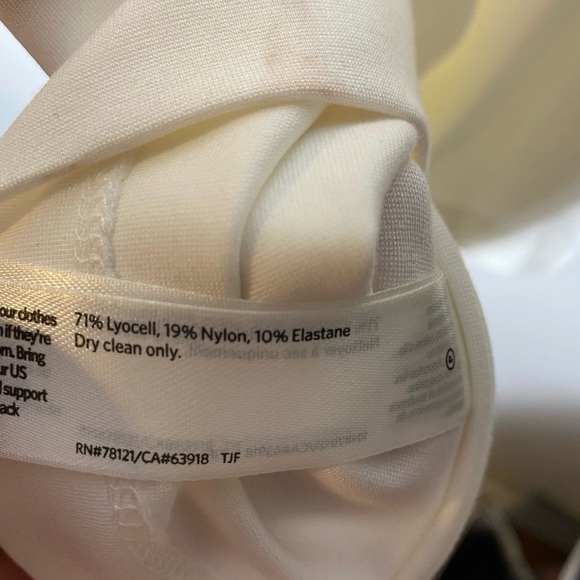 our clothes
if they're
Bring
US
support
ack
71% Lyocell, 19% Nylon, 10% Elastane
Dry clean only.
RN#78121/CA#63918 TJF